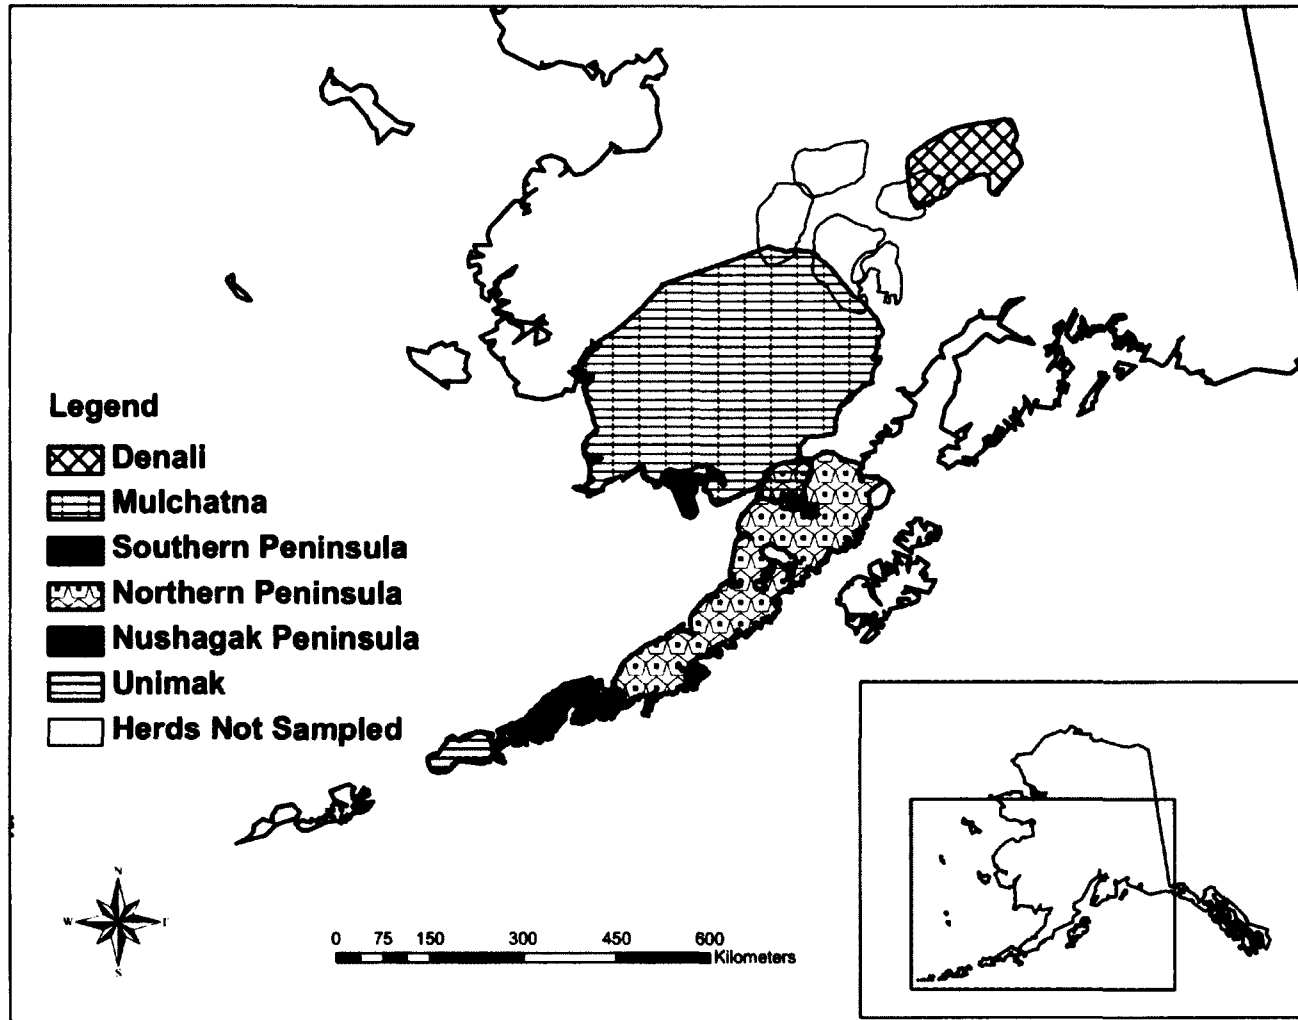 Legend
Denali
Mulchatna
Southern Peninsula
Northern Peninsula
Nushagak Peninsula
Unimak
Herds Not Sampled
N
W
S
0 75 150 300 450 600
Kilometers